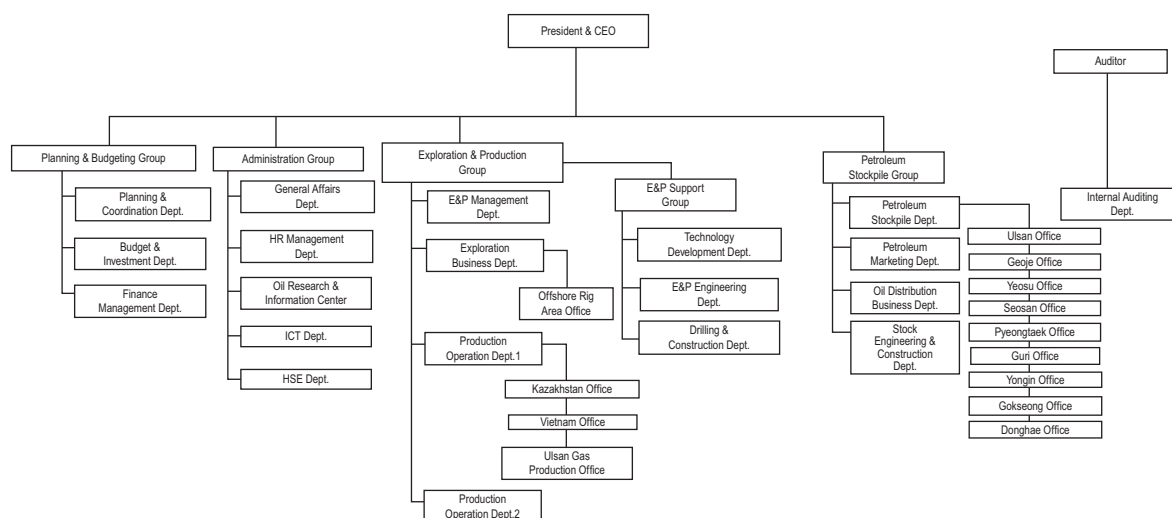 President & CEO
Auditor
Planning & Budgeting Group
Administration Group
Exploration & Production
Group
Petroleum
Stockpile Group
Planning &
Coordination Dept.
Budget &
Investment Dept.
Finance
Management Dept.
General Affairs
Dept.
HR Management
Dept.
Oil Research &
Information Center
ICT Dept.
HSE Dept.
E&P Management
Dept.
Exploration
Business Dept.
Offshore Rig
Area Office
Production
Operation Dept.1
Kazakhstan Office
Vietnam Office
Ulsan Gas
Production Office
Production
Operation Dept.2
E&P Support
Group
Technology
Development Dept.
E&P Engineering
Dept.
Drilling &
Construction Dept.
Petroleum
Stockpile Dept.
Petroleum
Marketing Dept.
Oil Distribution
Business Dept.
Stock
Engineering &
Construction
Dept.
Ulsan Office
Geoje Office
Yeosu Office
Seosan Office
Pyeongtaek Office
Guri Office
Yongin Office
Gokseong Office
Donghae Office
Internal Auditing
Dept.